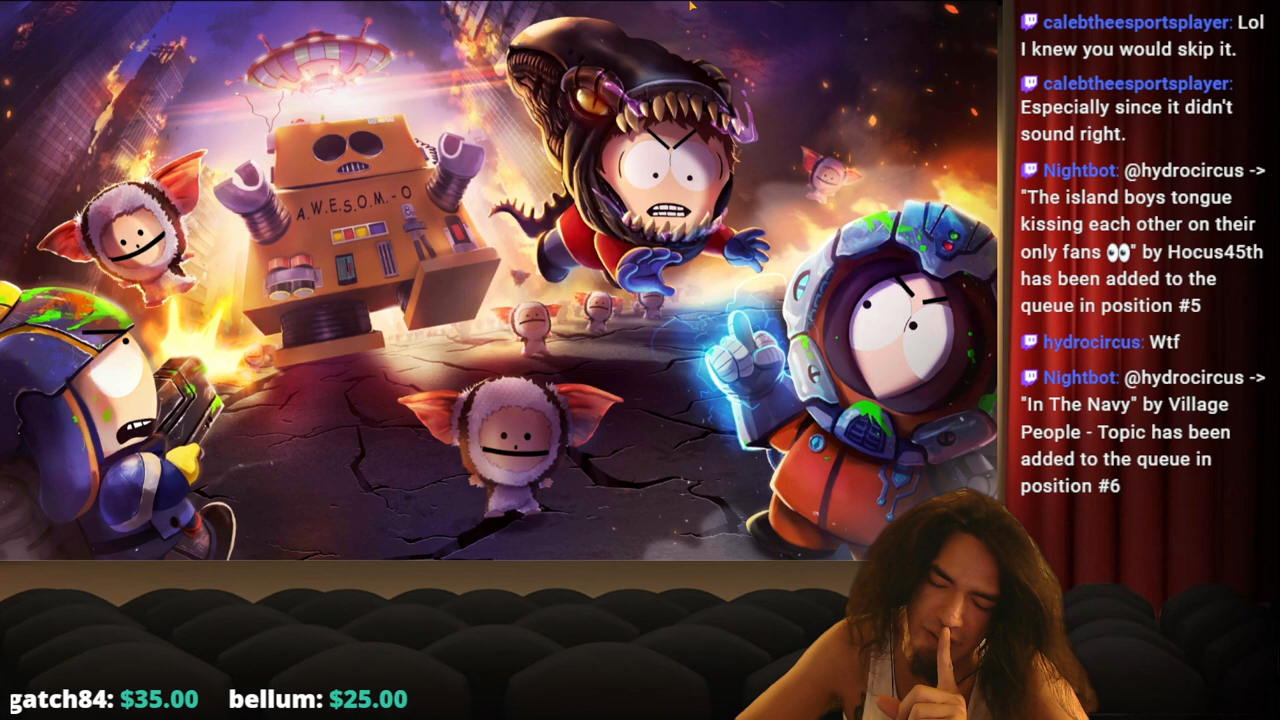 calebtheesportsplayer: Lol
I knew you would skip it.
calebtheesportsplayer:
Especially since it didn't
sound right.
Nightbot: @hydrocircus ->
"The island boys tongue
kissing each other on their
only fans 👀" by Hocus45th
has been added to the
queue in position #5
hydrocircus: Wtf
Nightbot: @hydrocircus ->
"In The Navy" by Village
People - Topic has been
added to the queue in
position #6
A.W.E.S.O.M.-O
gatch84: $35.00 bellum: $25.00